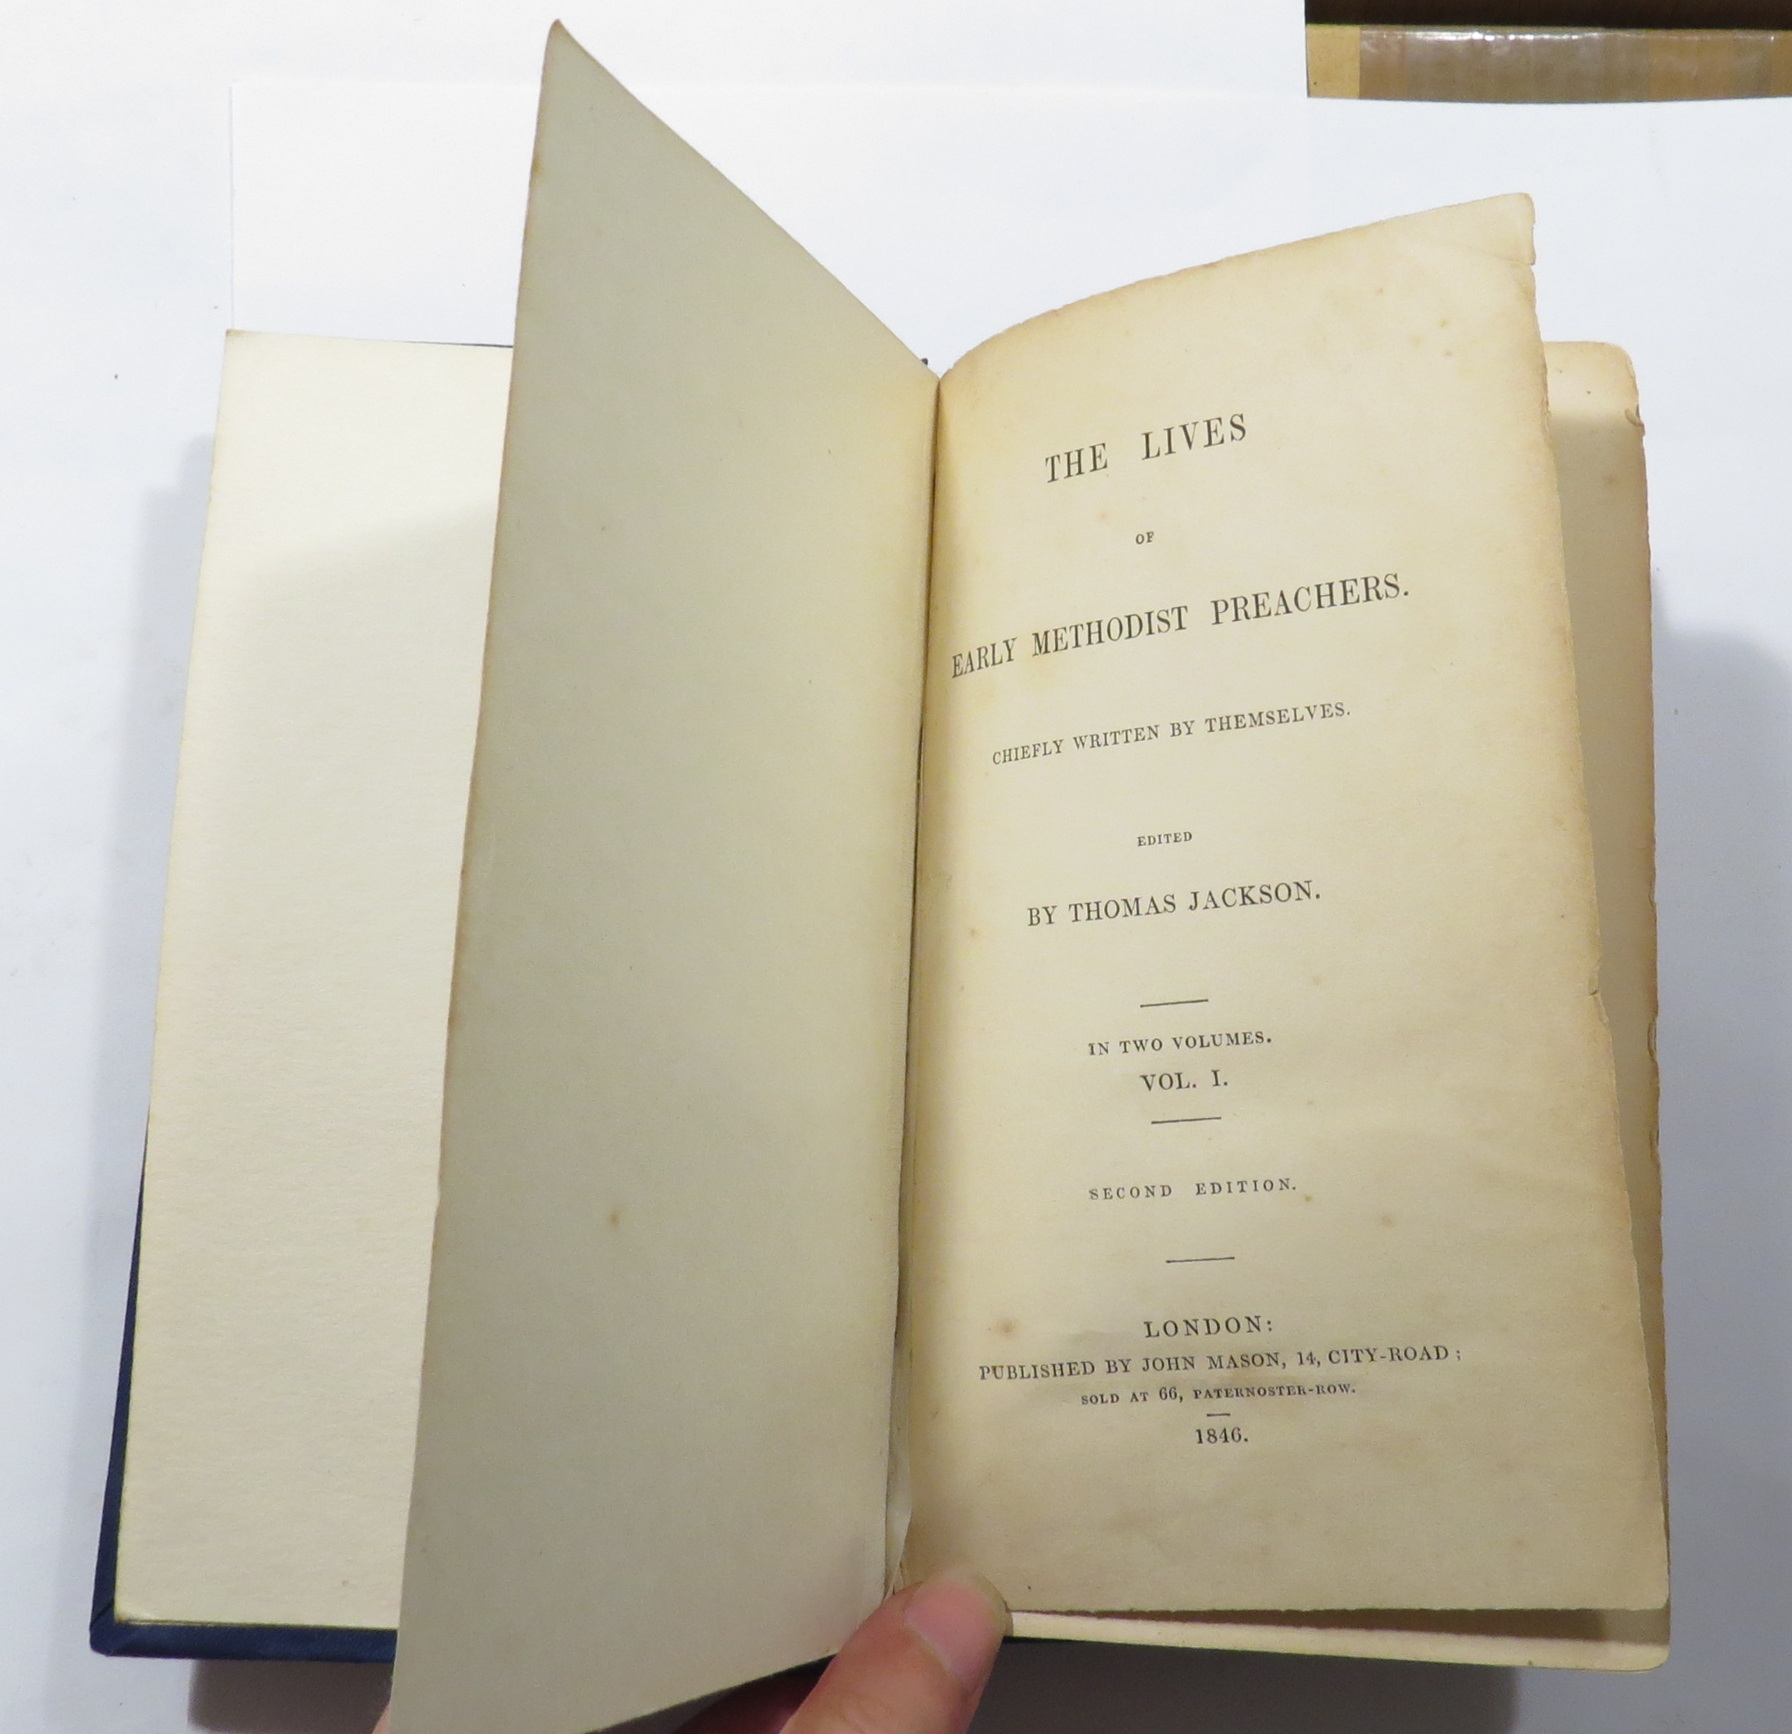 THE LIVES
OF
EARLY METHODIST PREACHERS.
CHIEFLY WRITTEN BY THEMSELVES.
EDITED
BY THOMAS JACKSON.
IN TWO VOLUMES.
VOL. I.
SECOND EDITION.
LONDON:
PUBLISHED BY JOHN MASON, 14, CITY-ROAD;
SOLD AT 66, PATERNOSTER-ROW.
1846.